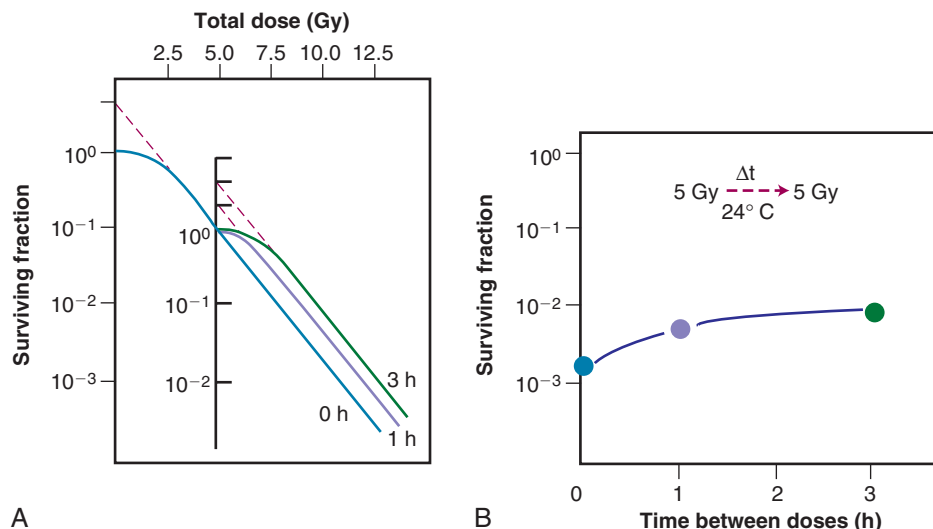 Total dose (Gy)
2.5 5.0 7.5 10.0 12.5
Surviving fraction
10⁰
10⁻¹
10⁻²
10⁻³
10⁰
10⁻¹
10⁻²
0 h
1 h
3 h
A
Surviving fraction
10⁰
10⁻¹
10⁻²
10⁻³
Δt
5 Gy 5 Gy
24° C
0 1 2 3
Time between doses (h)
B